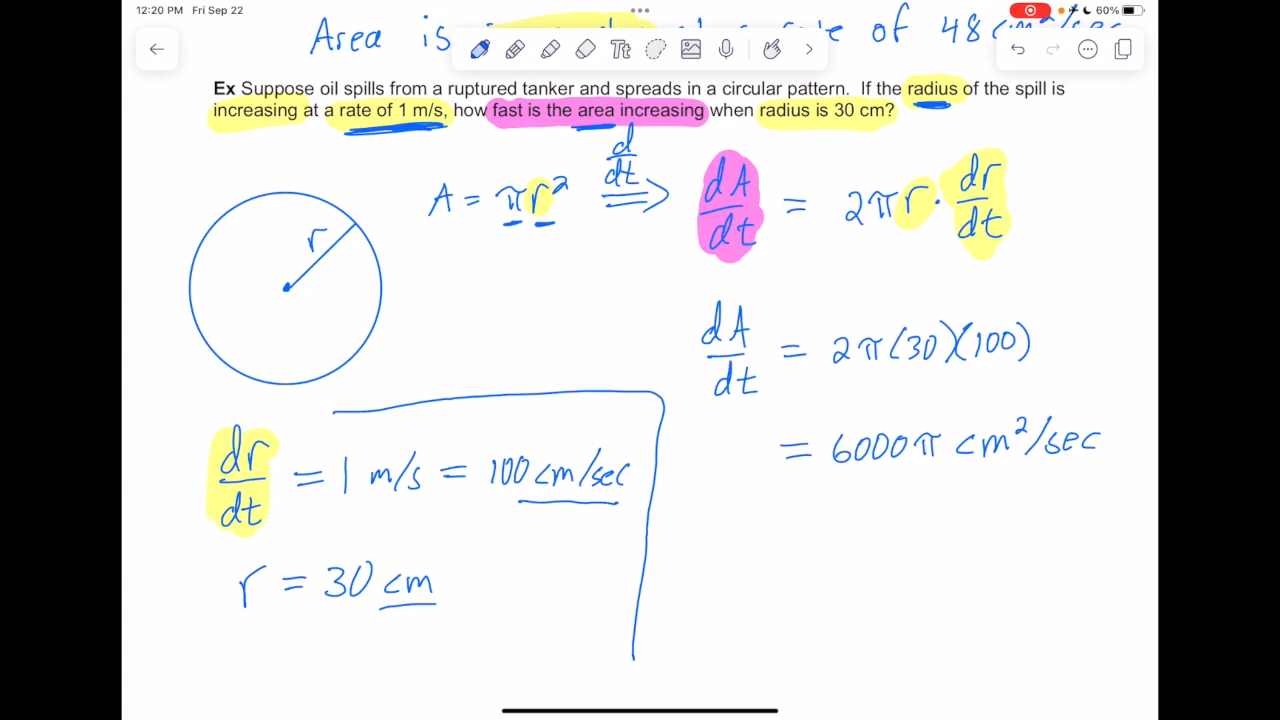 12:20 PM Fri Sep 22
60%
Area is of 48 cm²/sec
Tt
Ex Suppose oil spills from a ruptured tanker and spreads in a circular pattern. If the radius of the spill is
increasing at a rate of 1 m/s, how fast is the area increasing when radius is 30 cm?
A = πr² d/dt ⇒ dA/dt = 2πr · dr/dt
r
dA/dt = 2π(30)(100)
= 6000π cm²/sec
dr/dt = 1 m/s = 100 cm/sec
r = 30 cm